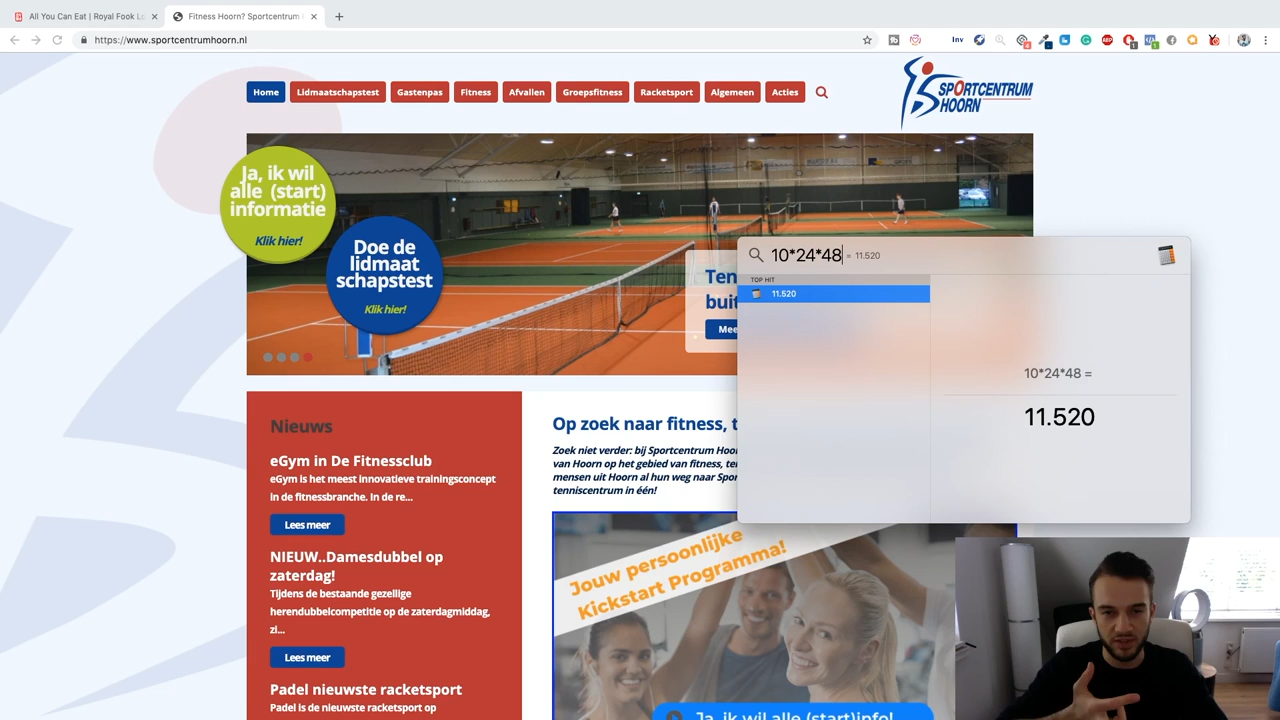 All You Can Eat | Royal Fook Lo
Fitness Hoorn? Sportcentrum
https://www.sportcentrumhoorn.nl
Inv
Home
Lidmaatschapstest
Gastenpas
Fitness
Afvallen
Groepsfitness
Racketsport
Algemeen
Acties
SPORTCENTRUM
HOORN
Ja, ik wil
alle (start)
informatie
Klik hier!
Doe de
lidmaat
schapstest
Klik hier!
Ten
buit
Mee
10*24*48 = 11.520
TOP HIT
11.520
10*24*48 =
11.520
Nieuws
eGym in De Fitnessclub
eGym is het meest innovatieve trainingsconcept
in de fitnessbranche. In de re...
Lees meer
NIEUW..Damesdubbel op
zaterdag!
Tijdens de bestaande gezellige
herendubbelcompetitie op de zaterdagmiddag,
zi...
Lees meer
Padel nieuwste racketsport
Padel is de nieuwste racketsport op
Op zoek naar fitness, t
Zoek niet verder: bij Sportcentrum Hoor
van Hoorn op het gebied van fitness, te
mensen uit Hoorn al hun weg naar Spor
tenniscentrum in één!
Jouw persoonlijke
Kickstart Programma!
Ja, ik wil alle (start)info!